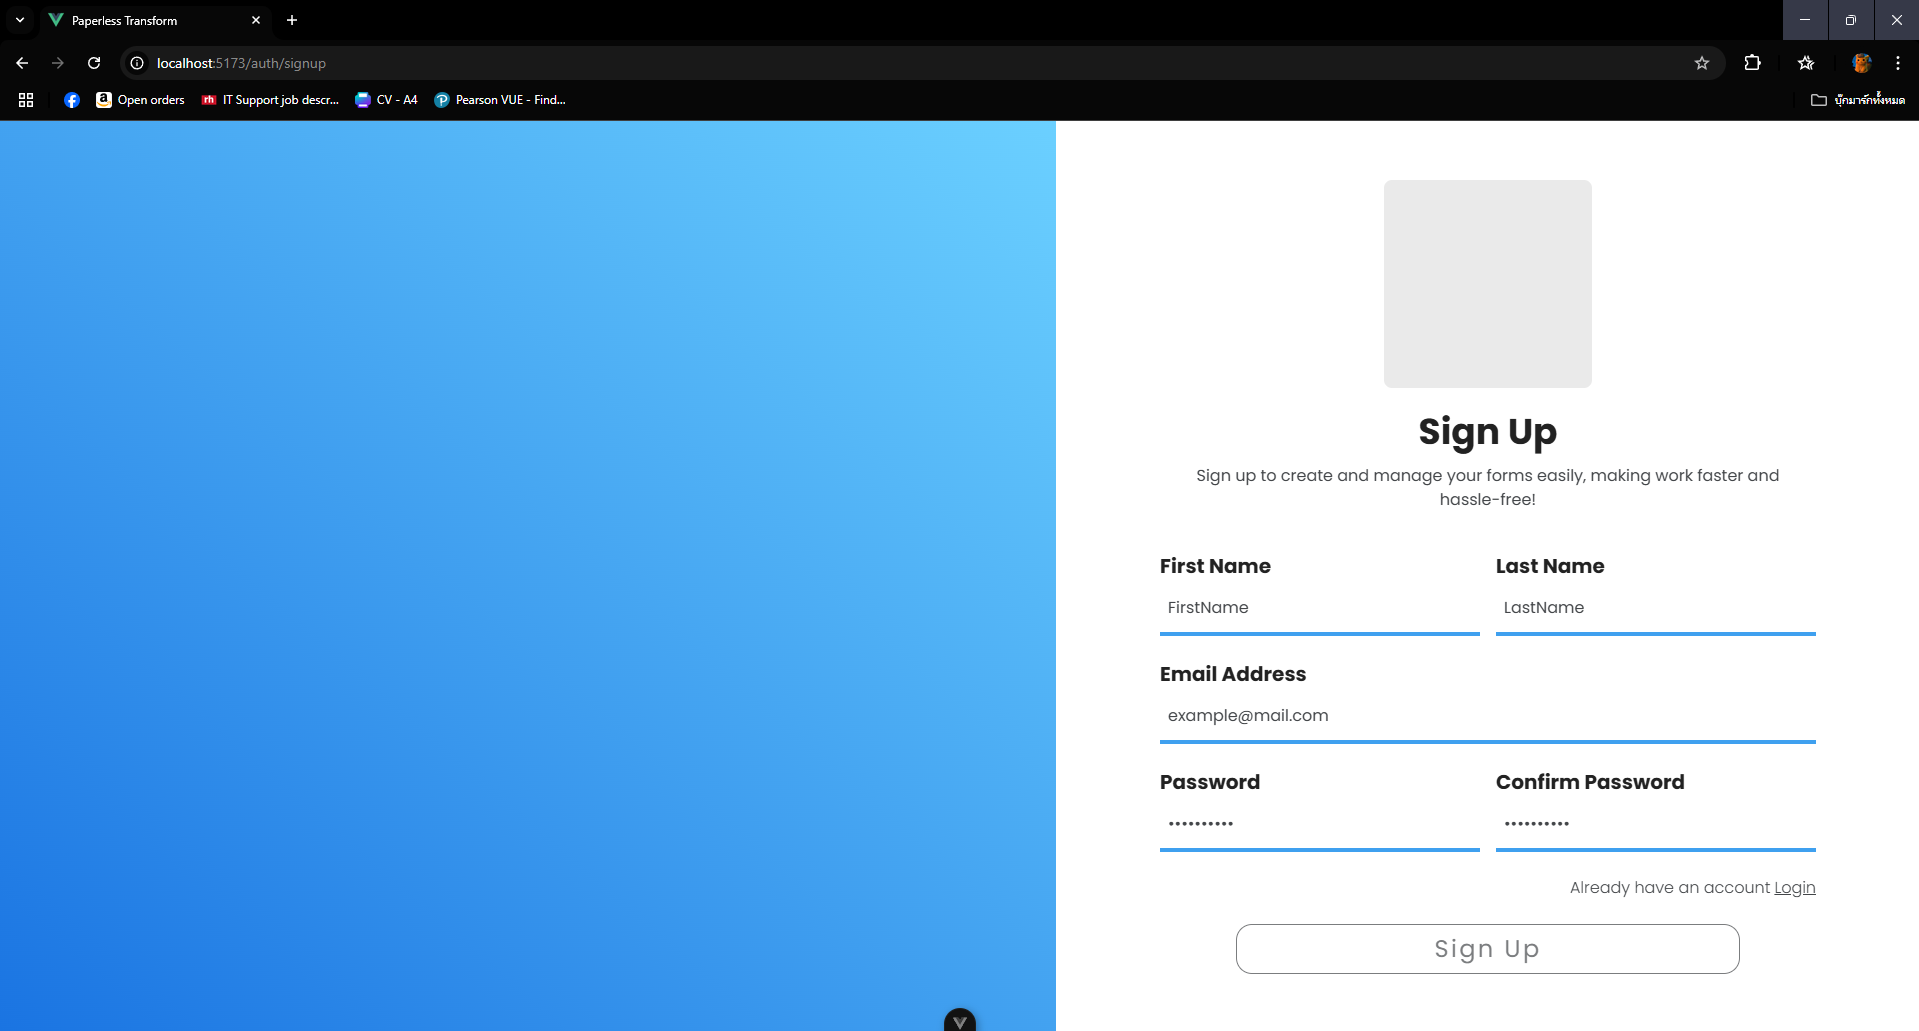 Paperless Transform
localhost:5173/auth/signup
Open orders
rh
IT Support job descr...
CV - A4
Pearson VUE - Find...
บุ๊กมาร์กทั้งหมด
Sign Up
Sign up to create and manage your forms easily, making work faster and
hassle-free!
First Name
Last Name
FirstName
LastName
Email Address
example@mail.com
Password
Confirm Password
••••••••••
••••••••••
Already have an account Login
Sign Up